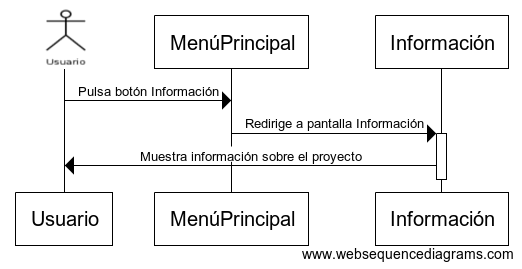 Usuario
MenúPrincipal
Información
Pulsa botón Información
Redirige a pantalla Información
Muestra información sobre el proyecto
Usuario
MenúPrincipal
Información
www.websequencediagrams.com